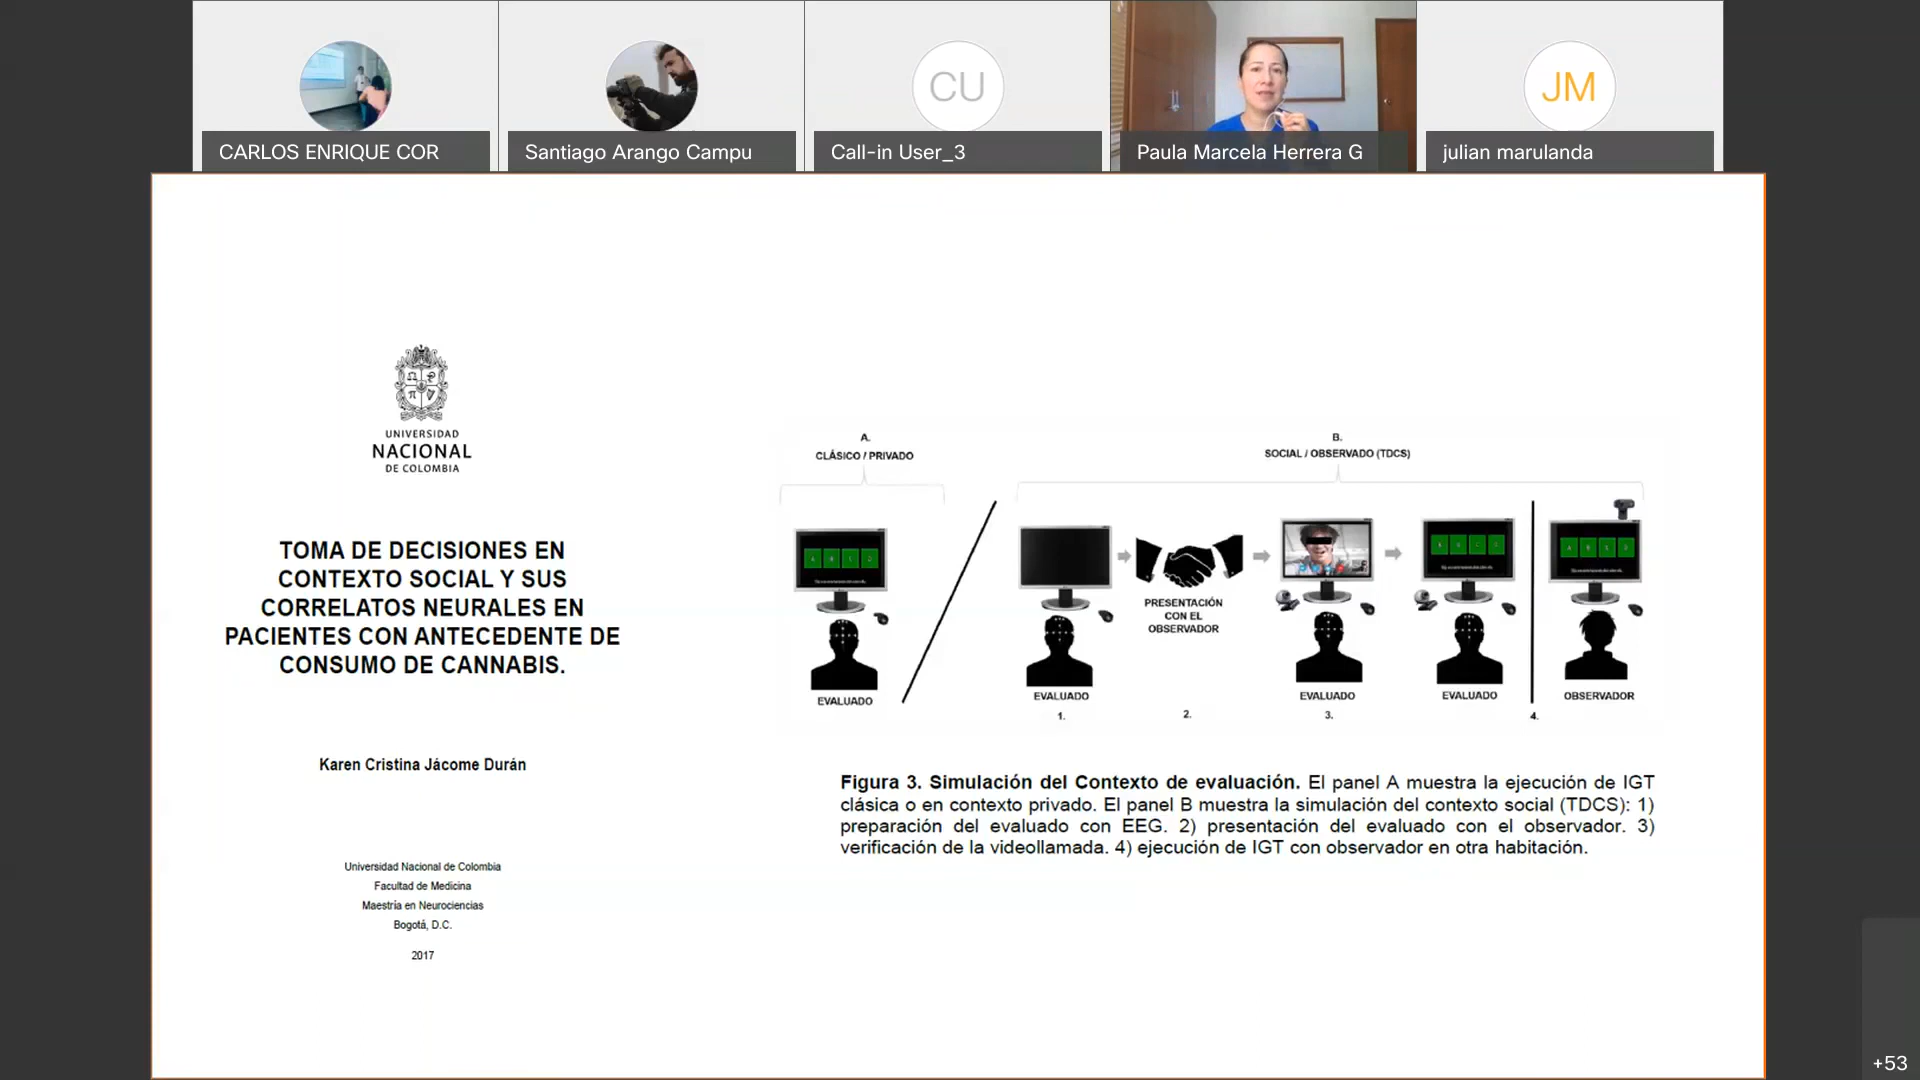 CARLOS ENRIQUE COR
Santiago Arango Campu
CU
Call-in User_3
Paula Marcela Herrera G
JM
julian marulanda
UNIVERSIDAD
NACIONAL
DE COLOMBIA
TOMA DE DECISIONES EN
CONTEXTO SOCIAL Y SUS
CORRELATOS NEURALES EN
PACIENTES CON ANTECEDENTE DE
CONSUMO DE CANNABIS.
Karen Cristina Jácome Durán
Universidad Nacional de Colombia
Facultad de Medicina
Maestría en Neurociencias
Bogotá, D.C.
2017
A.
CLÁSICO / PRIVADO
EVALUADO
B.
SOCIAL / OBSERVADO (TDCS)
EVALUADO
1.
PRESENTACIÓN
CON EL
OBSERVADOR
2.
EVALUADO
3.
EVALUADO
4.
OBSERVADOR
Figura 3. Simulación del Contexto de evaluación. El panel A muestra la ejecución de IGT
clásica o en contexto privado. El panel B muestra la simulación del contexto social (TDCS): 1)
preparación del evaluado con EEG. 2) presentación del evaluado con el observador. 3)
verificación de la videollamada. 4) ejecución de IGT con observador en otra habitación.
+53